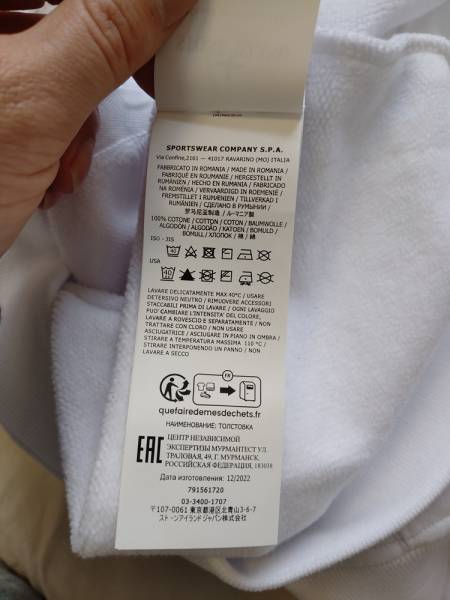 SPORTSWEAR COMPANY S.P.A.
Via Confine,2161 — 41017 RAVARINO (MO) ITALIA
FABBRICATO IN ROMANIA / MADE IN ROMANIA /
FABRIQUÉ EN ROUMANIE / HERGESTELLT IN
RUMÄNIEN / HECHO EN RUMANIA / FABRICADO
NA ROMÉNIA / VERVAARDIGD IN ROEMENIË /
FREMSTILLET I RUMÆNIEN / TILLVERKAD I
RUMÄNIEN / СДЕЛАНО В РУМЫНИИ /
罗马尼亚制造 / ルーマニア製
100% COTONE / COTTON / COTON / BAUMWOLLE /
ALGODÓN / ALGODÃO / KATOEN / BOMULD /
BOMULL / ХЛОПОК / 棉 / 綿
ISO - JIS
40
USA
40
LAVARE DELICATAMENTE MAX 40°C / USARE
DETERSIVO NEUTRO / RIMUOVERE ACCESSORI
STACCABILI PRIMA DI LAVARE / OGNI LAVAGGIO
PUO' CAMBIARE L'INTENSITA' DEL COLORE,
LAVARE A ROVESCIO E SEPARATAMENTE / NON
TRATTARE CON CLORO / NON USARE
ASCIUGATRICE / ASCIUGARE IN PIANO IN OMBRA /
STIRARE A TEMPERATURA MASSIMA 110 °C /
STIRARE INTERPONENDO UN PANNO / NON
LAVARE A SECCO
FR
quefairedemesdechets.fr
НАИМЕНОВАНИЕ: ТОЛСТОВКА
EAC
ЦЕНТР НЕЗАВИСИМОЙ
ЭКСПЕРТИЗЫ МУРМАНТЕСТ УЛ.
ТРАЛОВАЯ, 49, Г. МУРМАНСК,
РОССИЙСКАЯ ФЕДЕРАЦИЯ, 183038
Дата изготовления: 12/2022
791561720
03-3400-1707
〒107-0061 東京都港区北青山3-6-7
ストーンアイランドジャパン株式会社